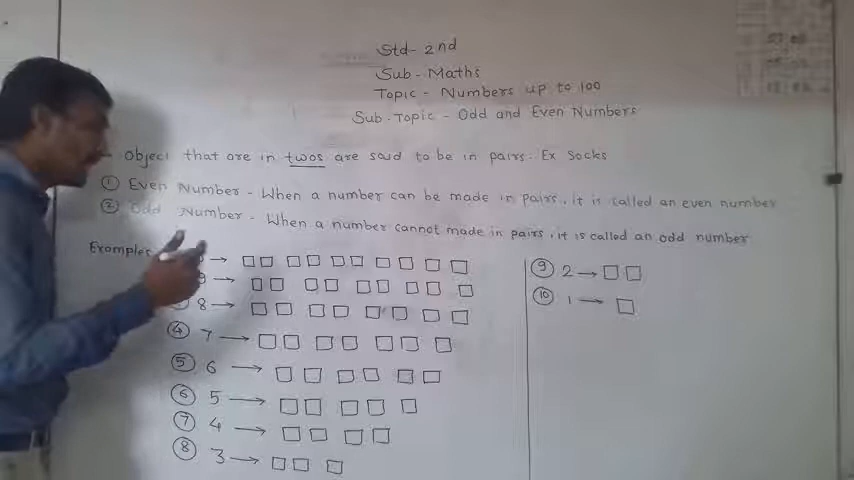 Std- 2nd
Sub- Maths
Topic - Numbers up to 100
Sub-Topic - Odd and Even Numbers
- Object that are in twos are said to be in pairs. Ex Socks
① Even Number - When a number can be made in pairs, it is called an even number
② Odd Number - When a number cannot made in pairs, it is called an odd number
Examples
9 →
8 →
④ 7 →
⑤ 6 →
⑥ 5 →
⑦ 4 →
⑧ 3 →
⑨ 2 →
⑩ 1 →